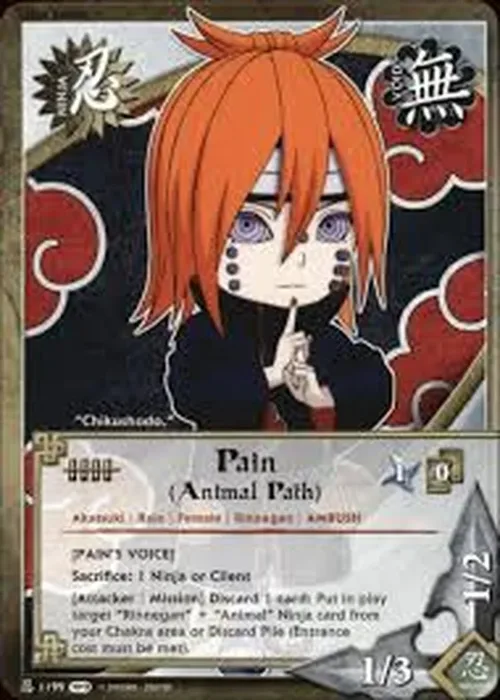 忍
NINJA
無
VOID
"Chikushodo."
Pain
(Animal Path)
1
0
Akatsuki | Rain | Female | Rinnegan | AMBUSH
[PAIN'S VOICE]
Sacrifice: 1 Ninja or Client
[Attacker | Mission] Discard 1 card: Put in play
target "Rinnegan" + "Animal" Ninja card from
your Chakra area or Discard Pile (Entrance
cost must be met).
1/2
1/3
忍